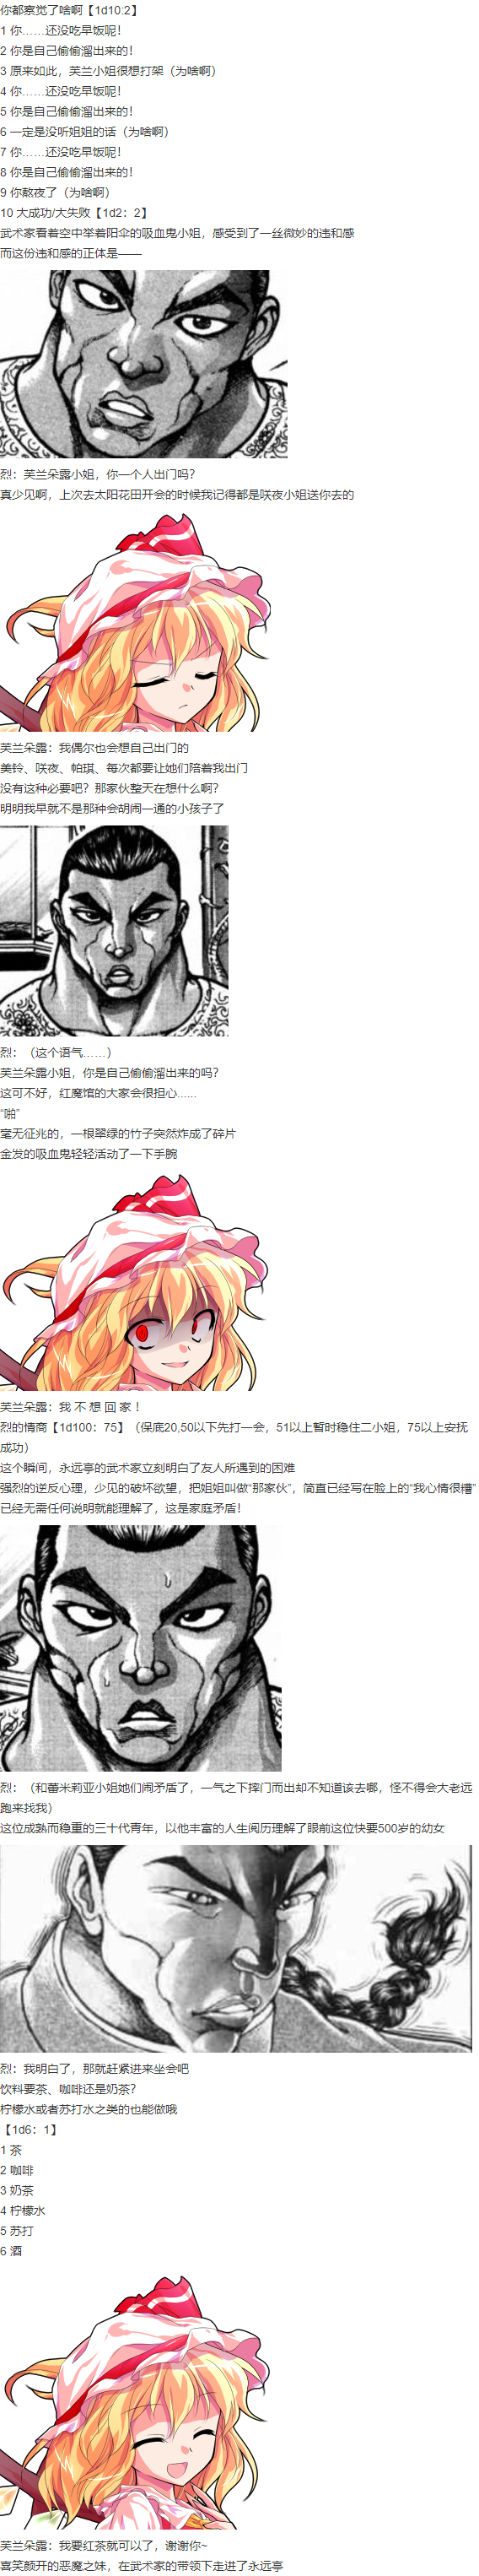 你都察觉了啥啊【1d10:2】
1 你……还没吃早饭呢！
2 你是自己偷偷溜出来的！
3 原来如此，芙兰小姐很想打架（为啥啊）
4 你……还没吃早饭呢！
5 你是自己偷偷溜出来的！
6 一定是没听姐姐的话（为啥啊）
7 你……还没吃早饭呢！
8 你是自己偷偷溜出来的！
9 你熬夜了（为啥啊）
10 大成功/大失败【1d2：2】
武术家看着空中举着阳伞的吸血鬼小姐，感受到了一丝微妙的违和感
而这份违和感的正体是——
烈：芙兰朵露小姐，你一个人出门吗？
真少见啊，上次去太阳花田开会的时候我记得都是咲夜小姐送你去的
芙兰朵露：我偶尔也会想自己出门的
美铃、咲夜、帕琪、每次都要让她们陪着我出门
没有这种必要吧？那家伙整天在想什么啊？
明明我早就不是那种会胡闹一通的小孩子了
烈：（这个语气……）
芙兰朵露小姐，你是自己偷偷溜出来的吗？
这可不好，红魔馆的大家会很担心......
“啪”
毫无征兆的，一根翠绿的竹子突然炸成了碎片
金发的吸血鬼轻轻活动了一下手腕
芙兰朵露：我 不 想 回 家 ！
烈的情商【1d100：75】（保底20,50以下先打一会，51以上暂时稳住二小姐，75以上安抚
成功）
这个瞬间，永远亭的武术家立刻明白了友人所遇到的困难
强烈的逆反心理，少见的破坏欲望，把姐姐叫做“那家伙”，简直已经写在脸上的“我心情很糟”
已经无需任何说明就能理解了，这是家庭矛盾！
烈：（和蕾米莉亚小姐她们闹矛盾了，一气之下摔门而出却不知道该去哪，怪不得会大老远
跑来找我）
这位成熟而稳重的三十代青年，以他丰富的人生阅历理解了眼前这位快要500岁的幼女
烈：我明白了，那就赶紧进来坐会吧
饮料要茶、咖啡还是奶茶？
柠檬水或者苏打水之类的也能做哦
【1d6：1】
1 茶
2 咖啡
3 奶茶
4 柠檬水
5 苏打
6 酒
芙兰朵露：我要红茶就可以了，谢谢你~
喜笑颜开的恶魔之妹，在武术家的带领下走进了永远亭